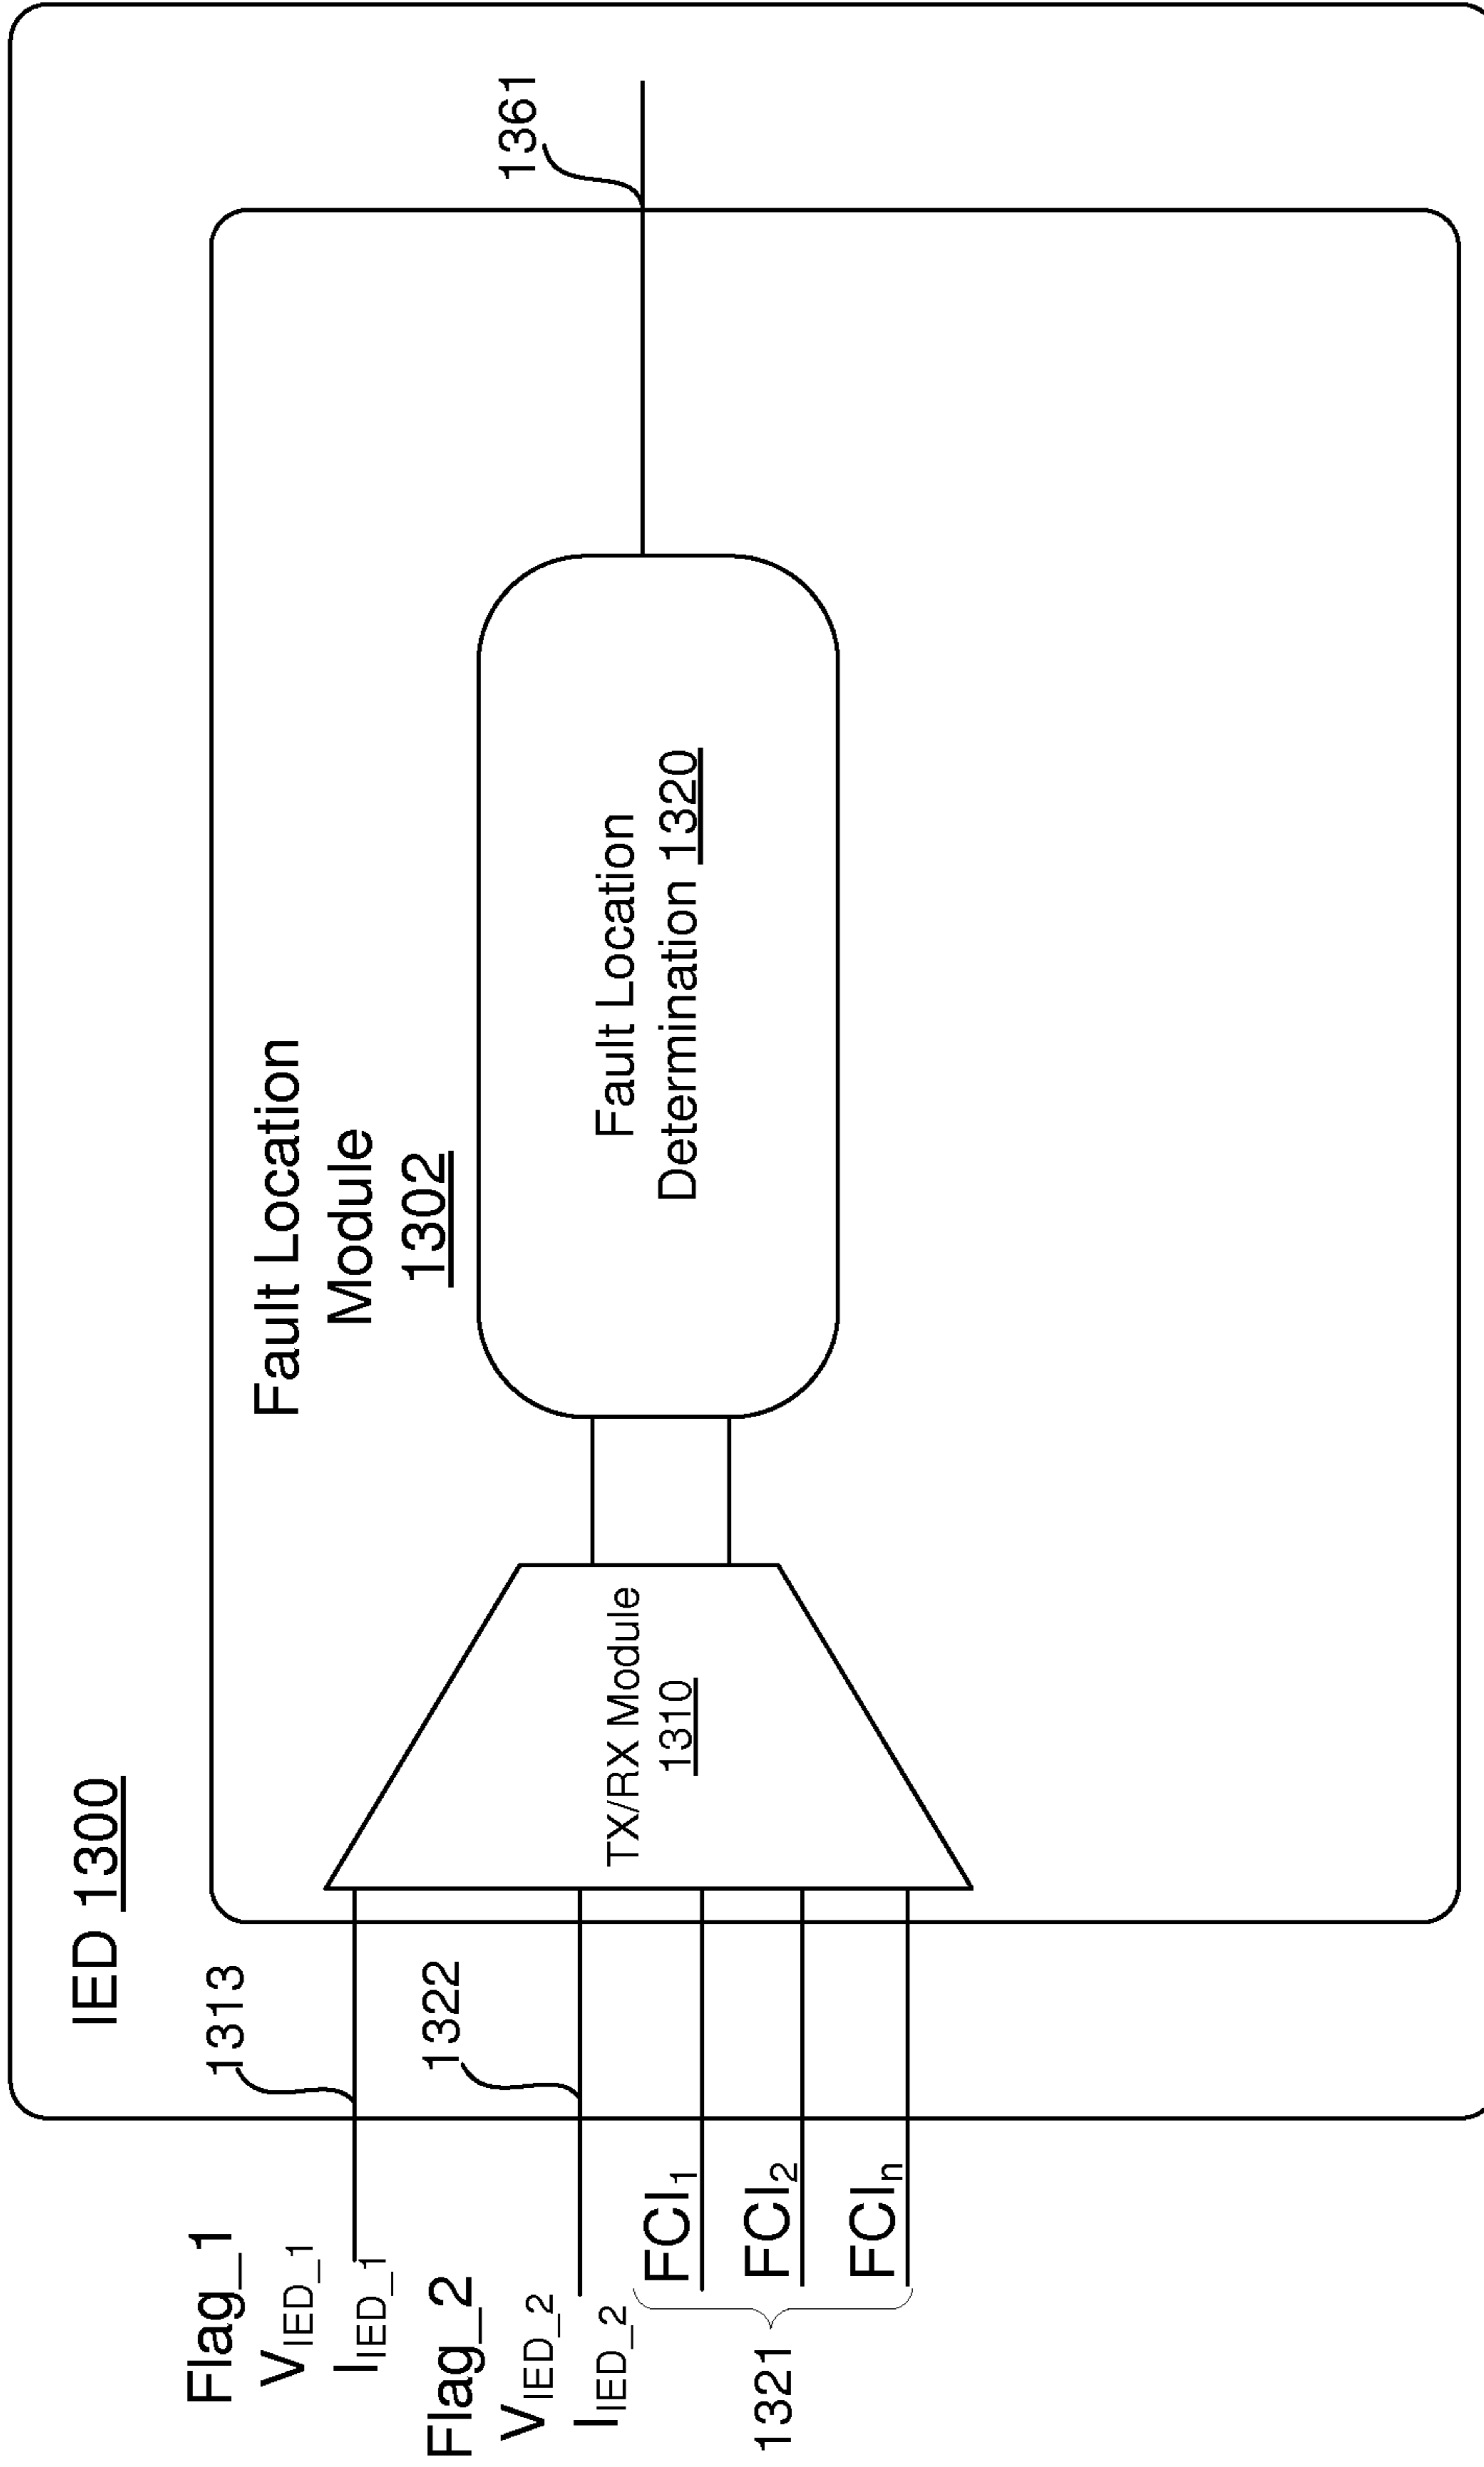 IED 1300
Fault Location
Module
1302
1313
Flag_1
VIED_1
IIED_1
1322
Flag_2
VIED_2
IIED_2
FCI1
FCI2
FCIn
1321
TX/RX Module
1310
Fault Location
Determination 1320
1361